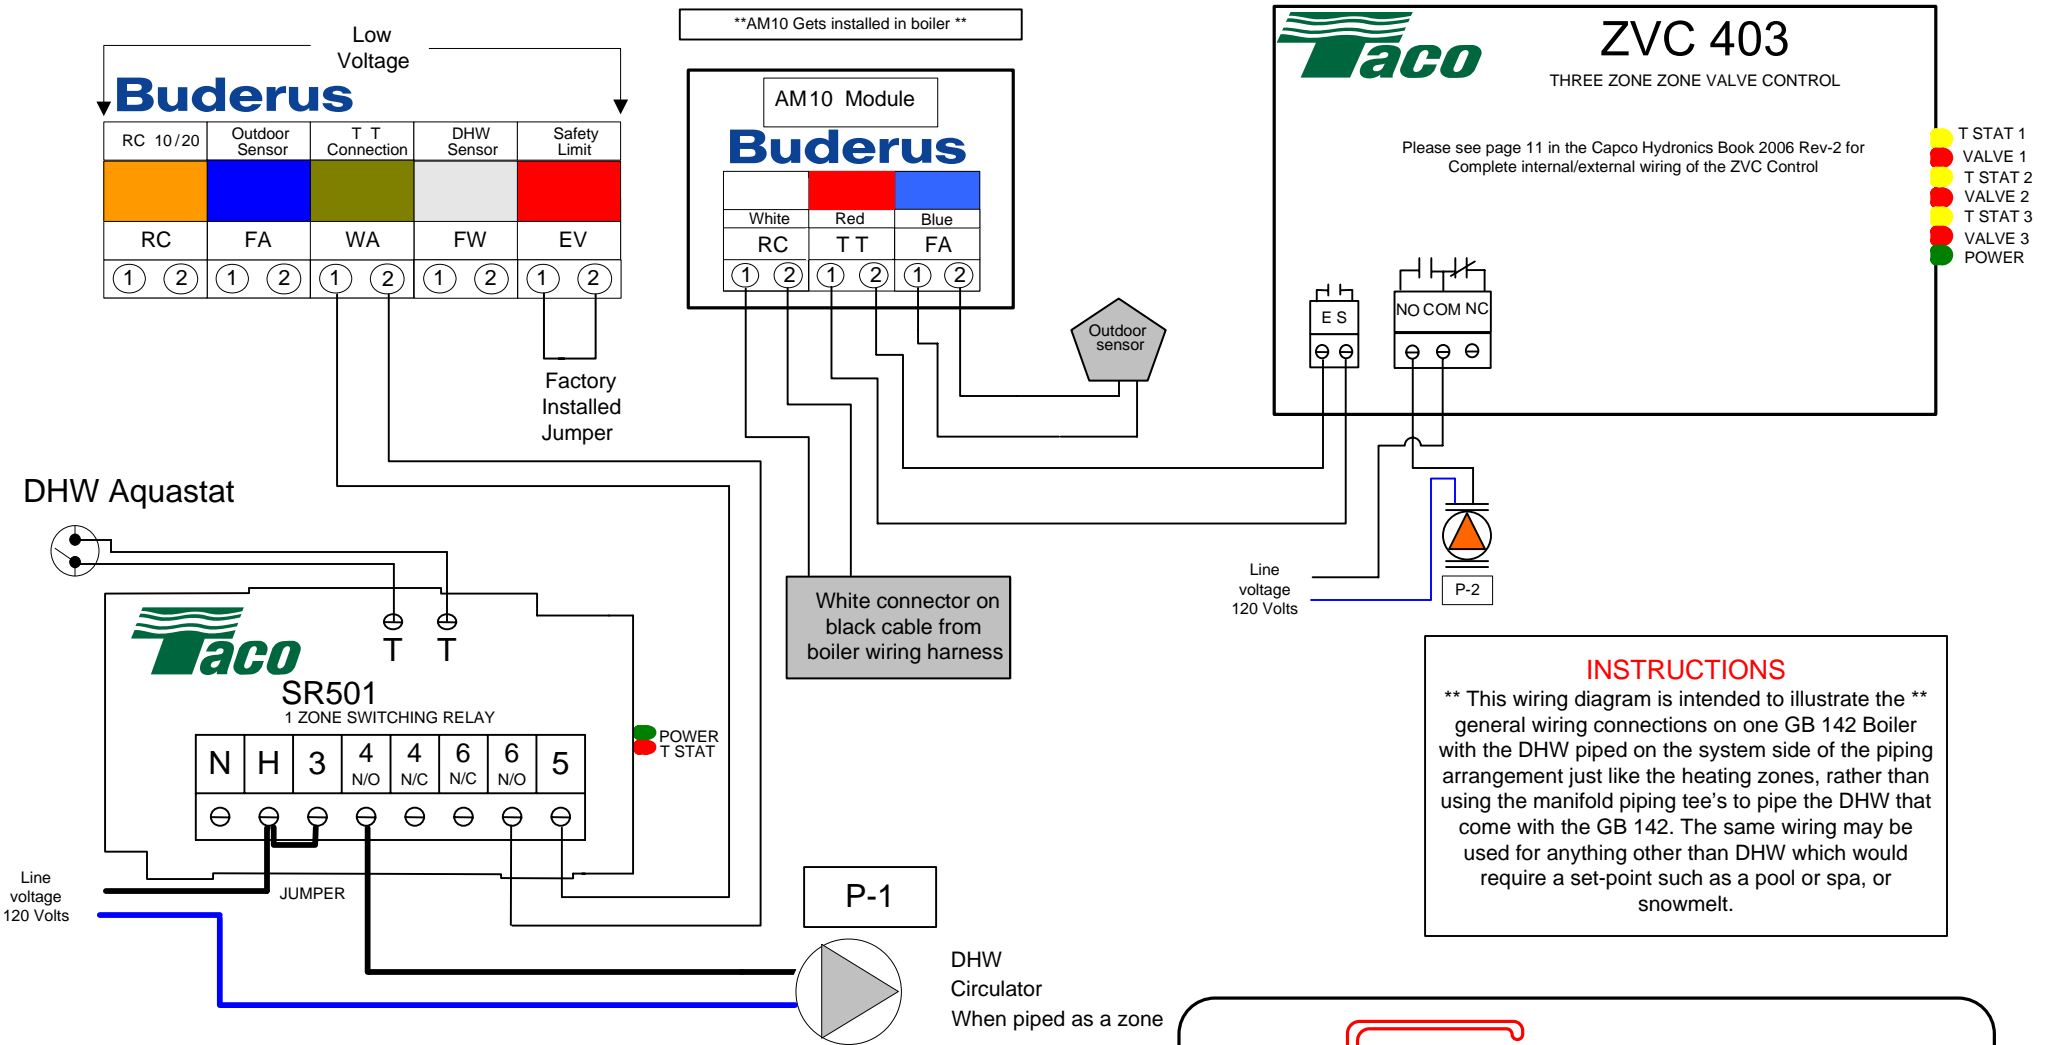 Low
Voltage
Buderus
RC 10/20
Outdoor
Sensor
T T
Connection
DHW
Sensor
Safety
Limit
RC FA WA FW EV
1 2 1 2 1 2 1 2 1 2
Factory
Installed
Jumper
**AM10 Gets installed in boiler **
AM10 Module
Buderus
White Red Blue
RC T T FA
1 2 1 2 1 2
Outdoor
sensor
White connector on
black cable from
boiler wiring harness
Taco
ZVC 403
THREE ZONE ZONE VALVE CONTROL
Please see page 11 in the Capco Hydronics Book 2006 Rev-2 for
Complete internal/external wiring of the ZVC Control
T STAT 1
VALVE 1
T STAT 2
VALVE 2
T STAT 3
VALVE 3
POWER
E S
NO COM NC
Line
voltage
120 Volts
P-2
DHW Aquastat
Taco
T T
SR501
1 ZONE SWITCHING RELAY
POWER
T STAT
N H 3 4 4 6 6 5
N/O N/C N/C N/O
JUMPER
Line
voltage
120 Volts
P-1
DHW
Circulator
When piped as a zone
INSTRUCTIONS
** This wiring diagram is intended to illustrate the **
general wiring connections on one GB 142 Boiler
with the DHW piped on the system side of the piping
arrangement just like the heating zones, rather than
using the manifold piping tee's to pipe the DHW that
come with the GB 142. The same wiring may be
used for anything other than DHW which would
require a set-point such as a pool or spa, or
snowmelt.